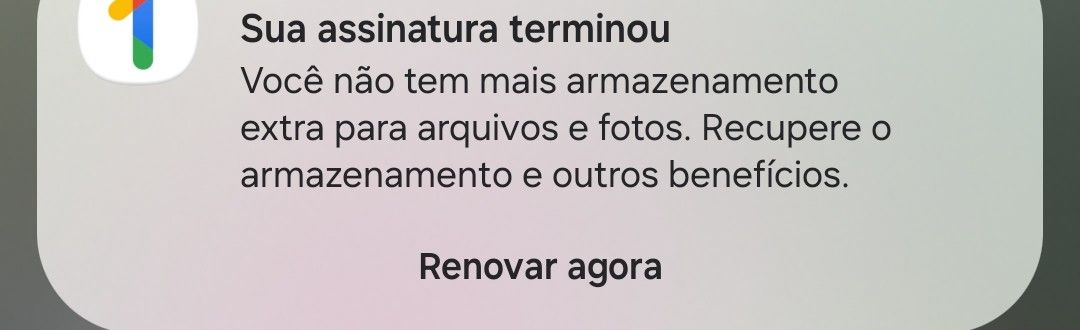 Sua assinatura terminou
Você não tem mais armazenamento
extra para arquivos e fotos. Recupere o
armazenamento e outros benefícios.
Renovar agora